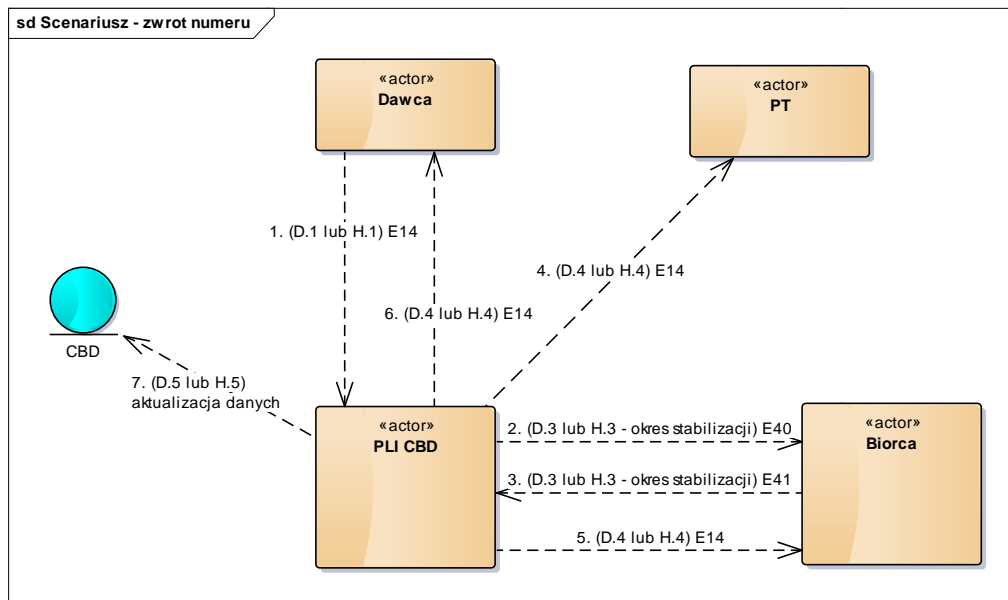 sd Scenariusz - zwrot numeru
«actor»
Dawca
«actor»
PT
1. (D.1 lub H.1) E14
4. (D.4 lub H.4) E14
6. (D.4 lub H.4) E14
CBD
7. (D.5 lub H.5)
aktualizacja danych
«actor»
PLI CBD
2. (D.3 lub H.3 - okres stabilizacji) E40
«actor»
Biorca
3. (D.3 lub H.3 - okres stabilizacji) E41
5. (D.4 lub H.4) E14